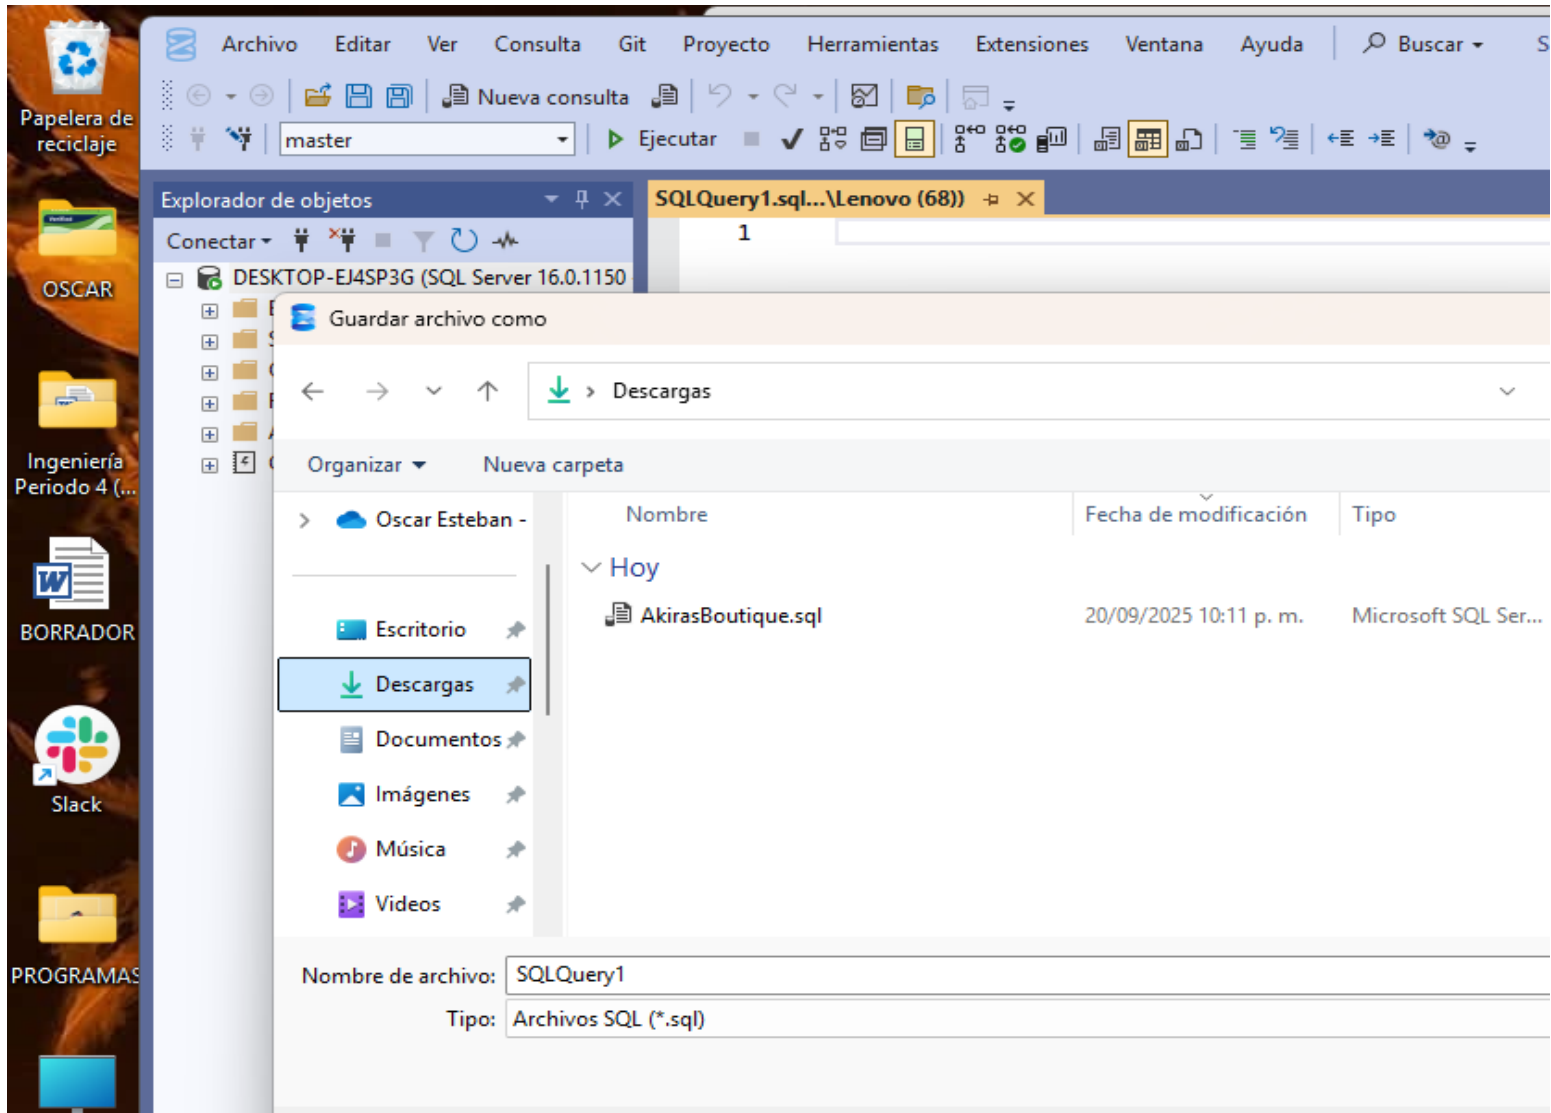 Papelera de
reciclaje
OSCAR
Ingeniería
Periodo 4 (...
BORRADOR
Slack
PROGRAMAS
Archivo Editar Ver Consulta Git Proyecto Herramientas Extensiones Ventana Ayuda Buscar
Nueva consulta
master Ejecutar
Explorador de objetos
SQLQuery1.sql...\Lenovo (68))
Conectar
1
DESKTOP-EJ4SP3G (SQL Server 16.0.1150
Guardar archivo como
Descargas
Organizar Nueva carpeta
Oscar Esteban -
Escritorio
Descargas
Documentos
Imágenes
Música
Videos
Nombre Fecha de modificación Tipo
Hoy
AkirasBoutique.sql 20/09/2025 10:11 p. m. Microsoft SQL Ser...
Nombre de archivo: SQLQuery1
Tipo: Archivos SQL (*.sql)